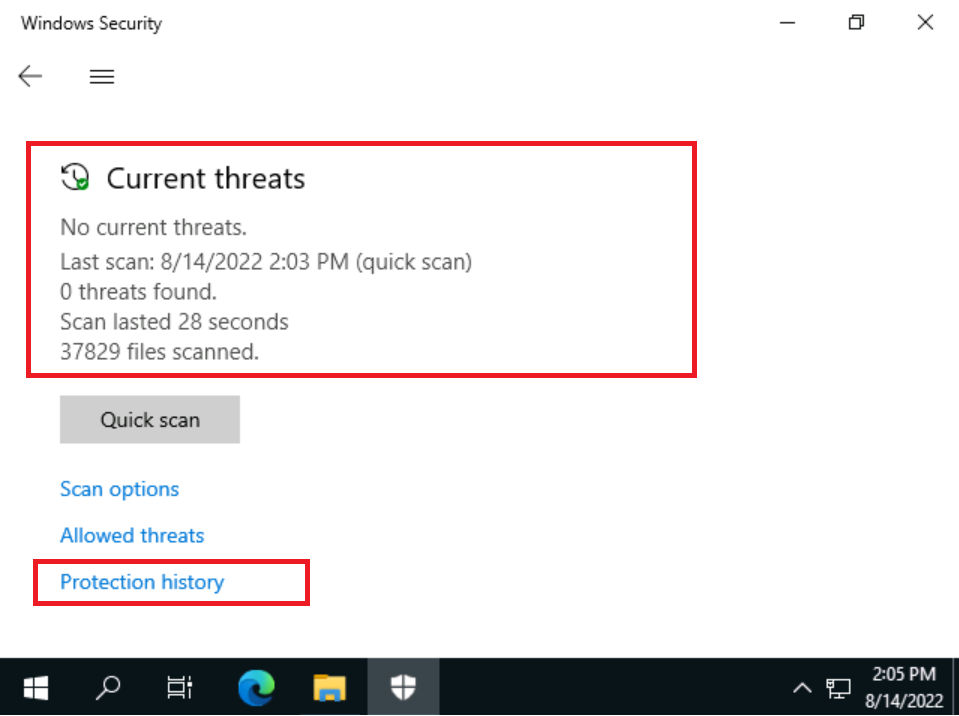 Windows Security
Current threats
No current threats.
Last scan: 8/14/2022 2:03 PM (quick scan)
0 threats found.
Scan lasted 28 seconds
37829 files scanned.
Quick scan
Scan options
Allowed threats
Protection history
2:05 PM
8/14/2022